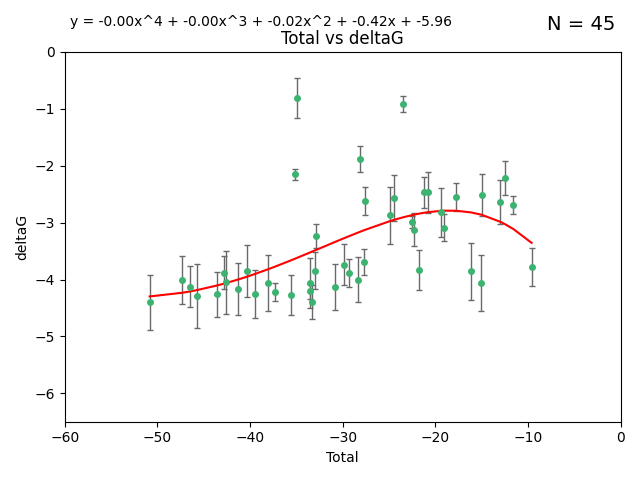 y = -0.00x^4 + -0.00x^3 + -0.02x^2 + -0.42x + -5.96
N = 45
Total vs deltaG
0
−1
−2
−3
−4
−5
−6
deltaG
−60 −50 −40 −30 −20 −10 0
Total